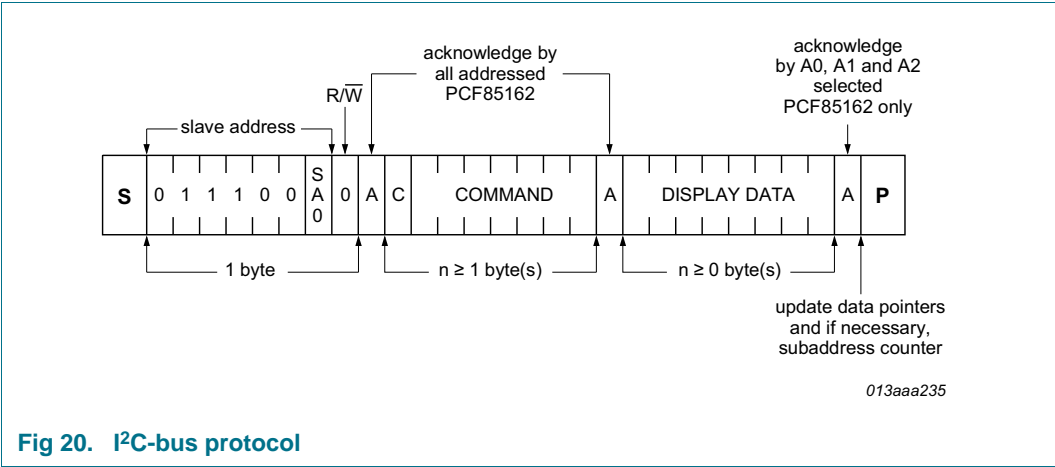 acknowledge by
all addressed
PCF85162
acknowledge
by A0, A1 and A2
selected
PCF85162 only
R/W̅
slave address
S 0 1 1 1 0 0 SA0 0 A C COMMAND A DISPLAY DATA A P
1 byte
n ≥ 1 byte(s)
n ≥ 0 byte(s)
update data pointers
and if necessary,
subaddress counter
013aaa235
Fig 20. I²C-bus protocol